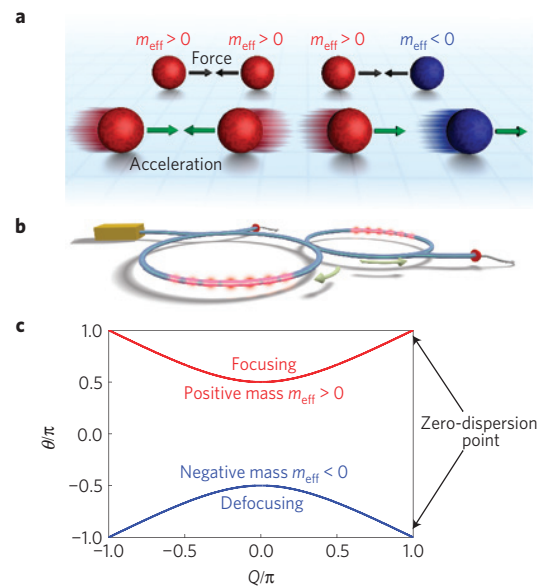 a
m_eff > 0 m_eff > 0 m_eff > 0 m_eff < 0
Force
Acceleration
b
c
1.0
0.5
0.0
−0.5
−1.0
θ/π
Focusing
Positive mass m_eff > 0
Negative mass m_eff < 0
Defocusing
Zero-dispersion
point
−1.0 −0.5 0.0 0.5 1.0
Q/π